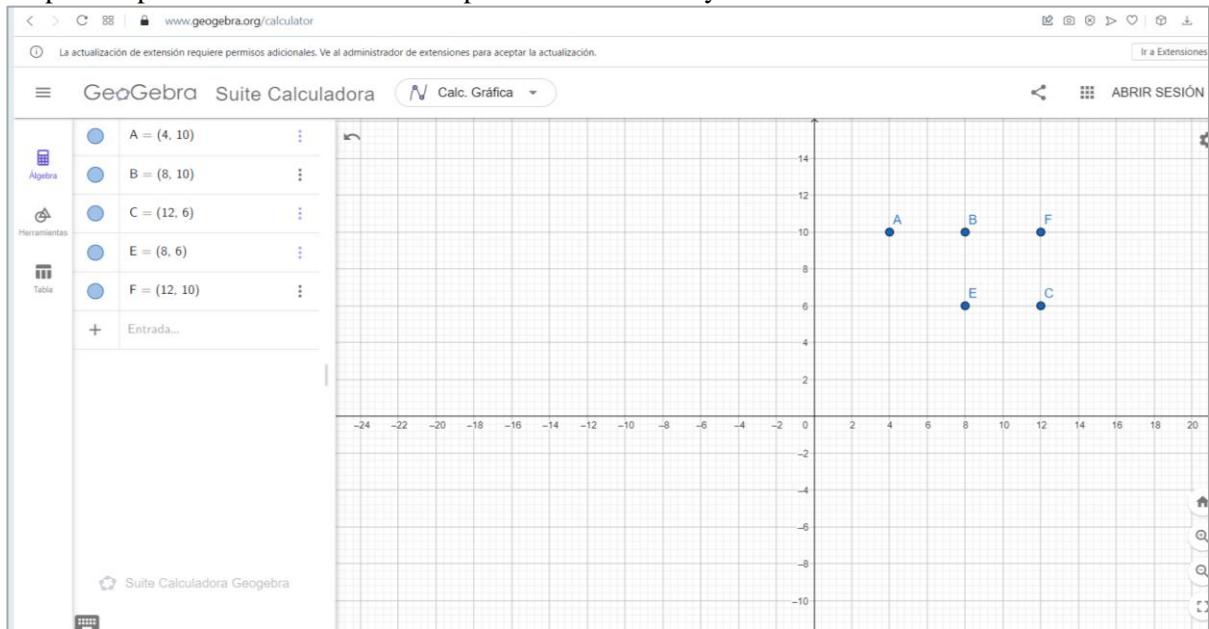 www.geogebra.org/calculator
La actualización de extensión requiere permisos adicionales. Ve al administrador de extensiones para aceptar la actualización.
Ir a Extensiones
GeoGebra Suite Calculadora
Calc. Gráfica
ABRIR SESIÓN
Álgebra
Herramientas
Tabla
A = (4, 10)
B = (8, 10)
C = (12, 6)
E = (8, 6)
F = (12, 10)
+ Entrada...
Suite Calculadora Geogebra
14
12
A B F
10
8
E C
6
4
2
–24 –22 –20 –18 –16 –14 –12 –10 –8 –6 –4 –2 0 2 4 6 8 10 12 14 16 18 20
–2
–4
–6
–8
–10